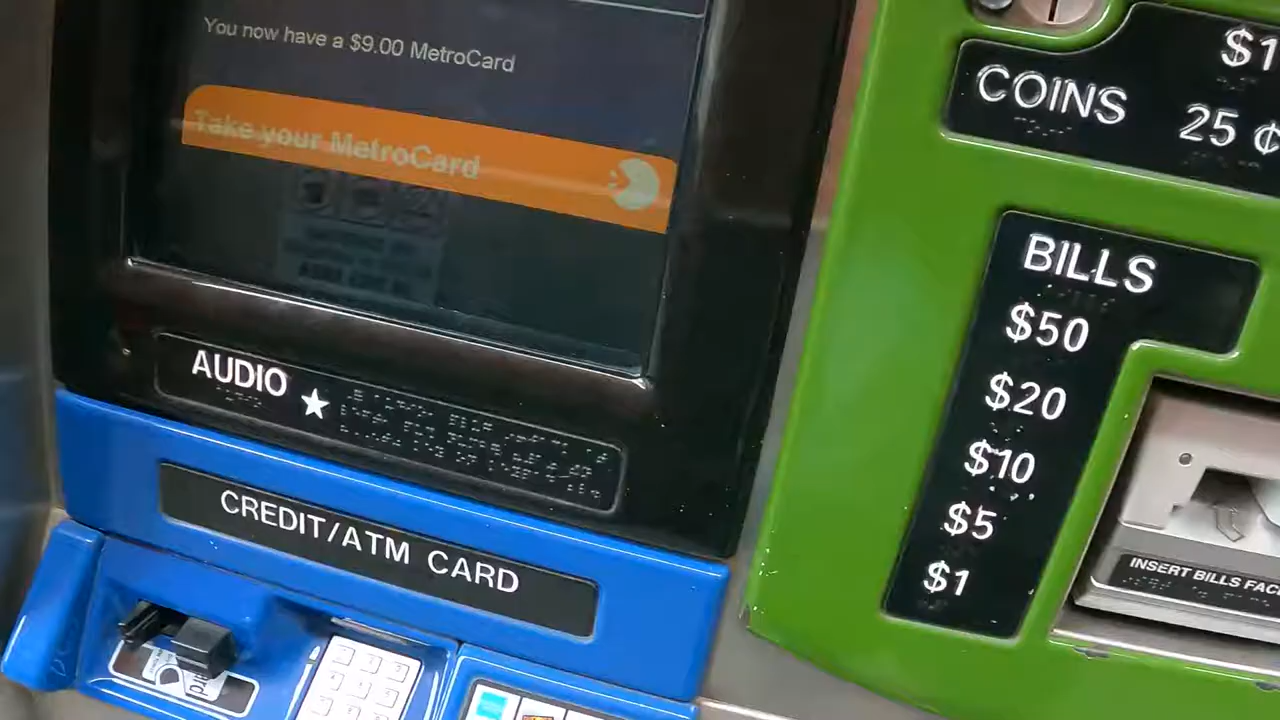 You now have a $9.00 MetroCard
Take your MetroCard
AUDIO ★
CREDIT/ATM CARD
$1
COINS 25 ¢
BILLS
$50
$20
$10
$5
$1
INSERT BILLS